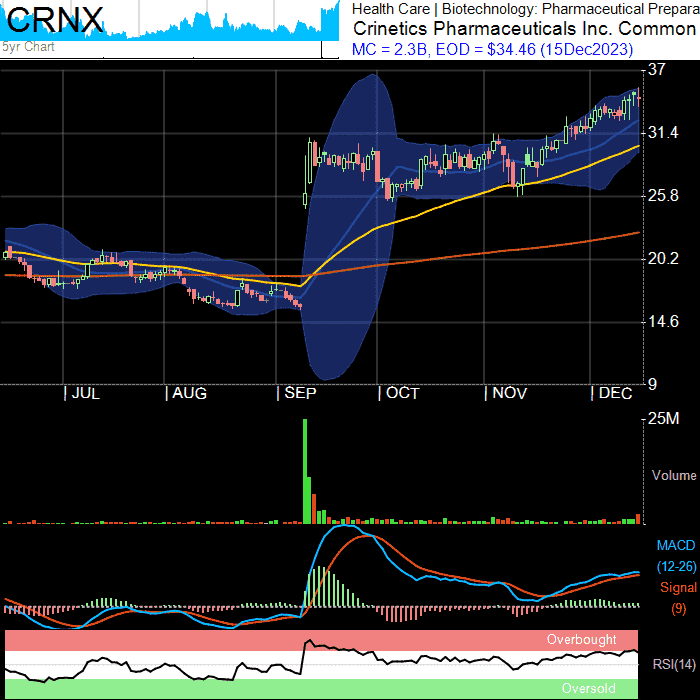 CRNX
Health Care | Biotechnology: Pharmaceutical Prepara
Crinetics Pharmaceuticals Inc. Common
5yr Chart
MC = 2.3B, EOD = $34.46 (15Dec2023)
37
31.4
25.8
20.2
14.6
9
| JUL | AUG | SEP | OCT | NOV | DEC
25M
Volume
MACD
(12-26)
Signal
(9)
Overbought
RSI(14)
Oversold